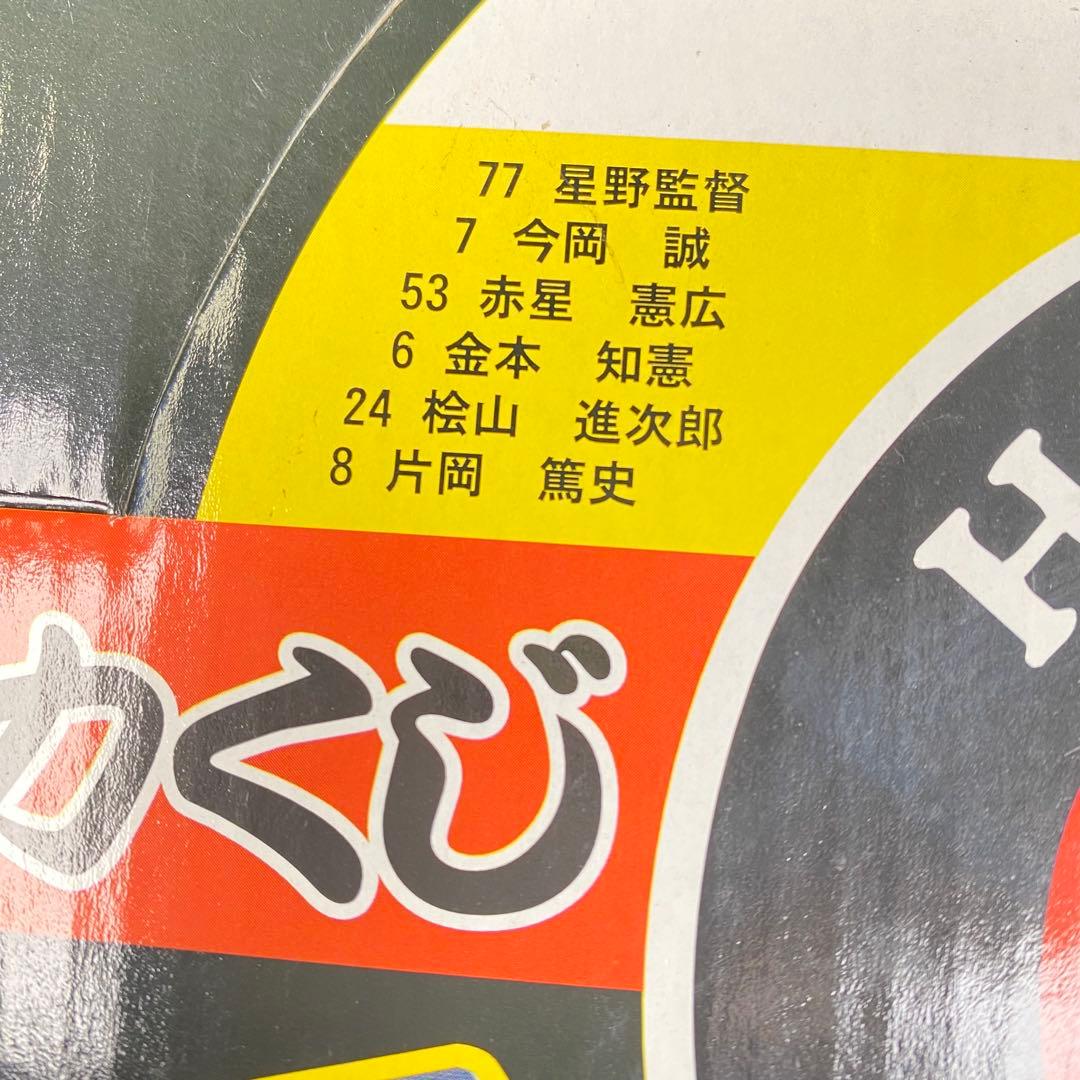 77 星野監督
7 今岡 誠
53 赤星 憲広
6 金本 知憲
24 桧山 進次郎
8 片岡 篤史
くじ
H